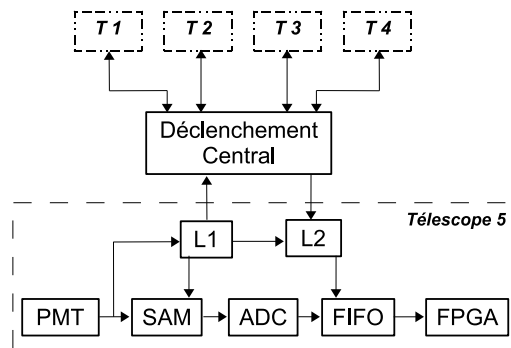 T 1 T 2 T 3 T 4
Déclenchement
Central
Télescope 5
L1 L2
PMT SAM ADC FIFO FPGA